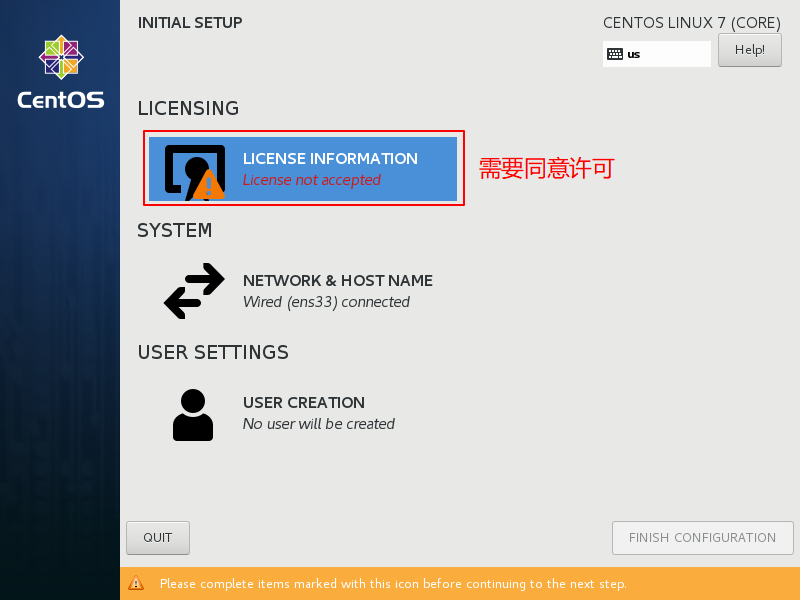 INITIAL SETUP
CENTOS LINUX 7 (CORE)
us
Help!
CentOS
LICENSING
LICENSE INFORMATION
License not accepted
需要同意许可
SYSTEM
NETWORK & HOST NAME
Wired (ens33) connected
USER SETTINGS
USER CREATION
No user will be created
QUIT
FINISH CONFIGURATION
Please complete items marked with this icon before continuing to the next step.